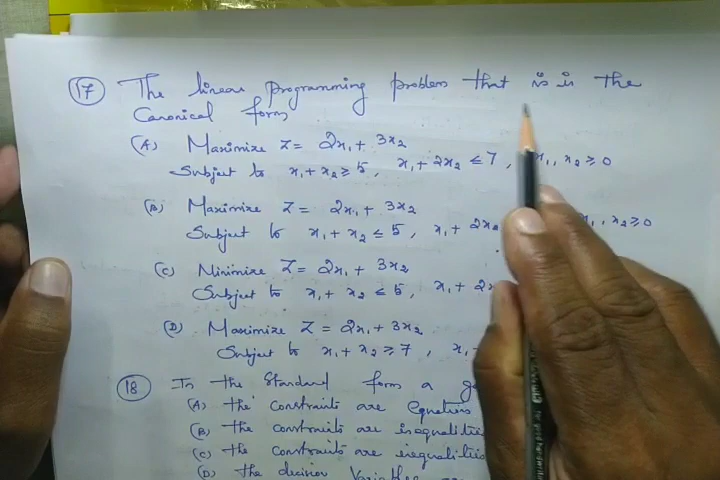 (17) The linear programming problem that is in the
Canonical form
(A) Maximize Z = 2x₁ + 3x₂
Subject to x₁ + x₂ ≥ 5, x₁ + 2x₂ ≤ 7, x₁, x₂ ≥ 0
(B) Maximize Z = 2x₁ + 3x₂
Subject to x₁ + x₂ ≤ 5, x₁ + 2x₂ x₁, x₂ ≥ 0
(C) Minimize Z = 2x₁ + 3x₂
Subject to x₁ + x₂ ≤ 5, x₁ + 2x
(D) Maximize Z = 2x₁ + 3x₂
Subject to x₁ + x₂ ≥ 7, x₁
(18) In the Standard form a
(A) the constraints are equations
(B) the constraints are inequalities
(C) the constraints are inequalities
(D) the decision Variables